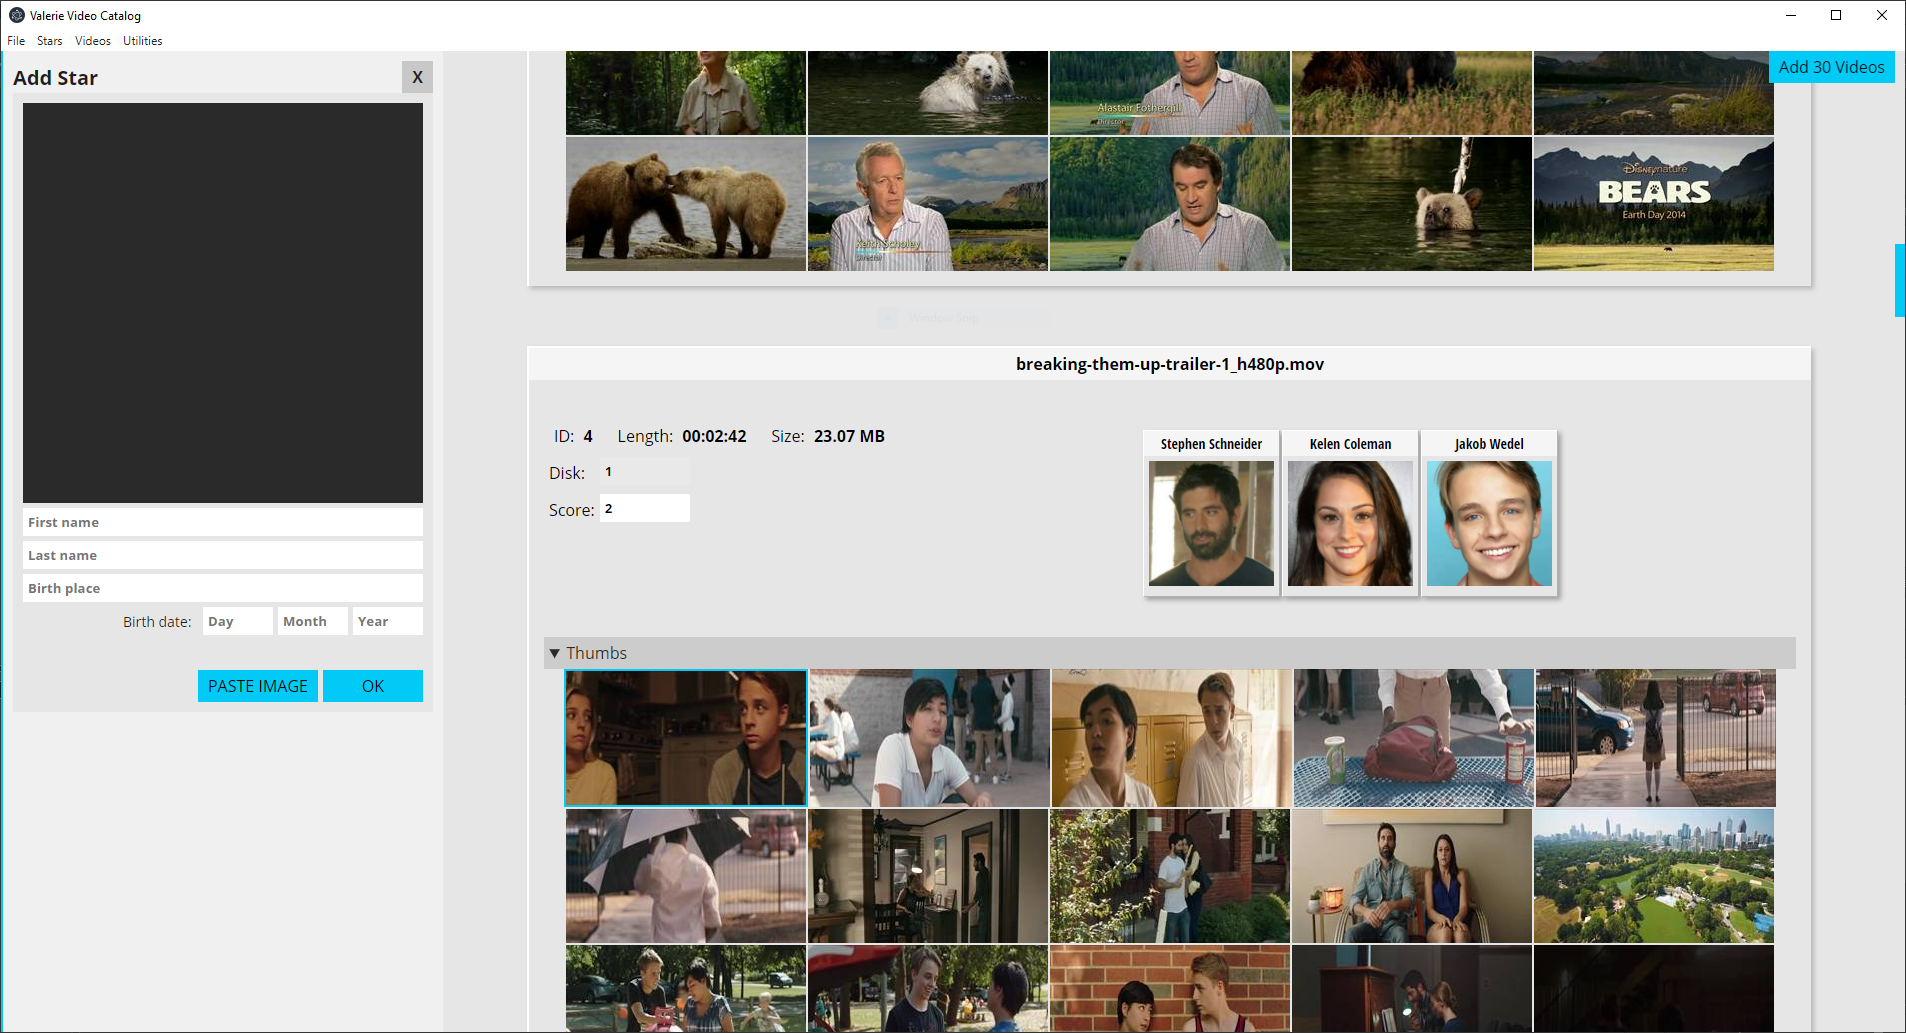 Valerie Video Catalog
File Stars Videos Utilities
Add Star
X
First name
Last name
Birth place
Birth date: Day Month Year
PASTE IMAGE OK
Add 30 Videos
Alastair Fothergill
Director
Keith Scholey
Director
Disneynature
BEARS
Earth Day 2014
breaking-them-up-trailer-1_h480p.mov
ID: 4 Length: 00:02:42 Size: 23.07 MB
Disk: 1
Score: 2
Stephen Schneider Kelen Coleman Jakob Wedel
▼ Thumbs